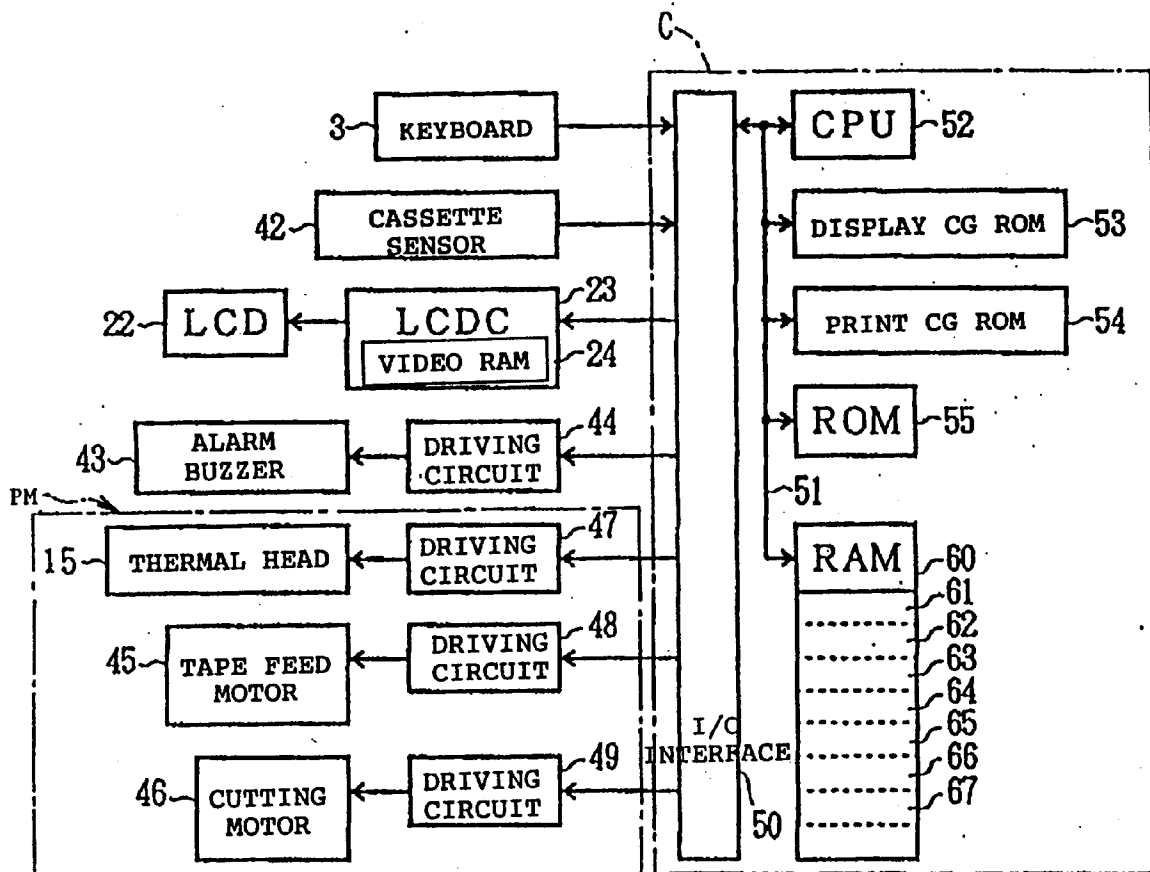 C
3 KEYBOARD
CPU 52
42 CASSETTE
SENSOR
DISPLAY CG ROM 53
22 LCD
LCDC 23
VIDEO RAM 24
PRINT CG ROM 54
43 ALARM
BUZZER
DRIVING
CIRCUIT 44
ROM 55
51
PM
15 THERMAL HEAD
DRIVING
CIRCUIT 47
RAM 60
61
62
63
64
65
66
67
45 TAPE FEED
MOTOR
DRIVING
CIRCUIT 48
46 CUTTING
MOTOR
DRIVING
CIRCUIT 49
I/C
INTERFACE
50